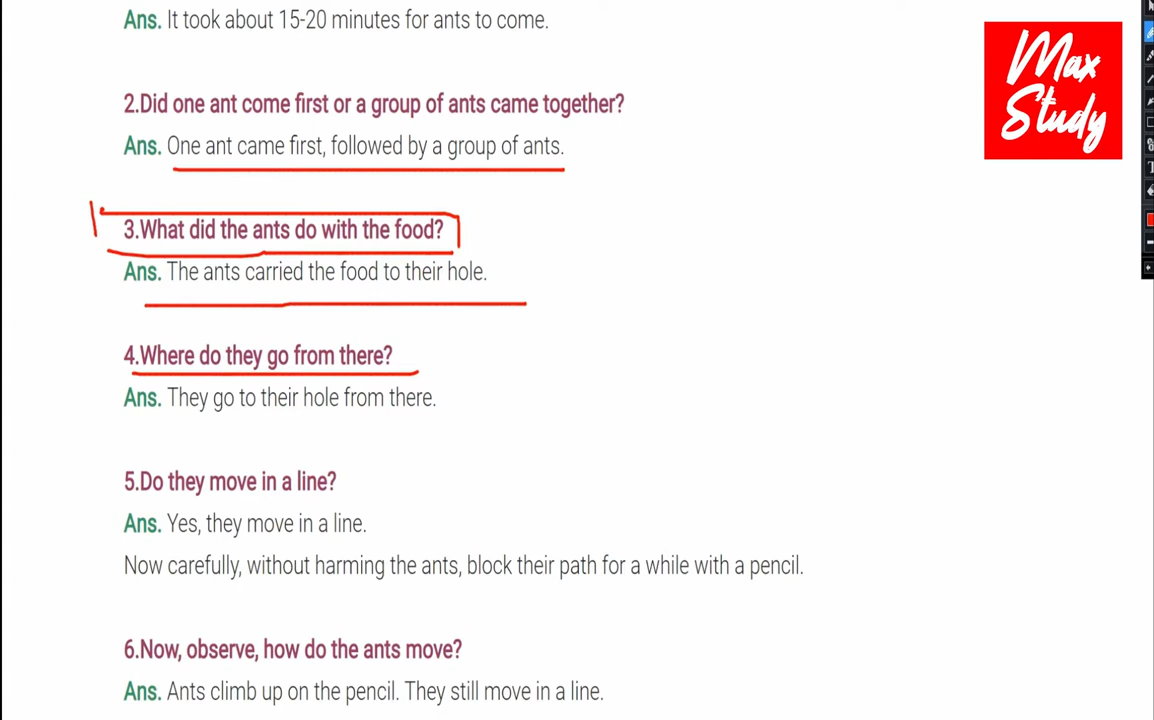 Ans. It took about 15-20 minutes for ants to come.
Max
Study
2.Did one ant come first or a group of ants came together?
Ans. One ant came first, followed by a group of ants.
3.What did the ants do with the food?
Ans. The ants carried the food to their hole.
4.Where do they go from there?
Ans. They go to their hole from there.
5.Do they move in a line?
Ans. Yes, they move in a line.
Now carefully, without harming the ants, block their path for a while with a pencil.
6.Now, observe, how do the ants move?
Ans. Ants climb up on the pencil. They still move in a line.